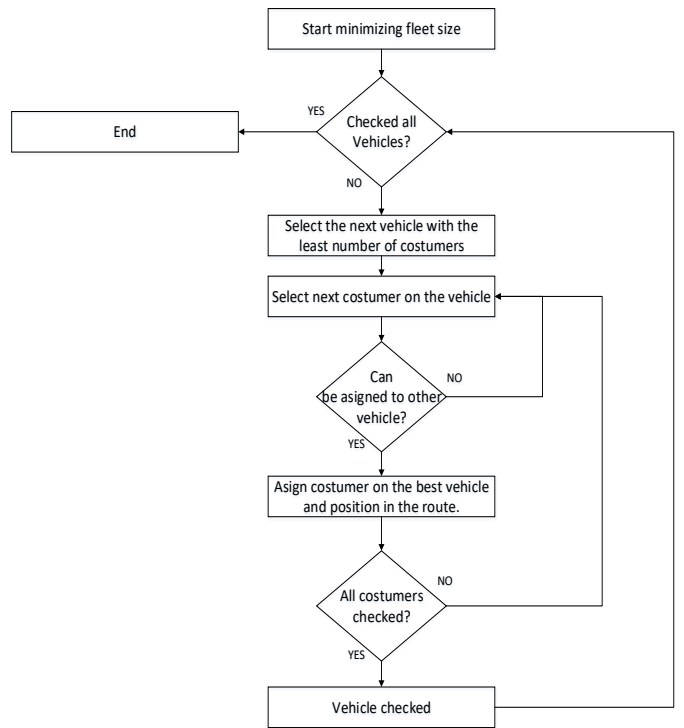 Start minimizing fleet size
YES
Checked all
Vehicles?
End
NO
Select the next vehicle with the
least number of costumers
Select next costumer on the vehicle
Can
be asigned to other
vehicle?
NO
YES
Asign costumer on the best vehicle
and position in the route.
NO
All costumers
checked?
YES
Vehicle checked